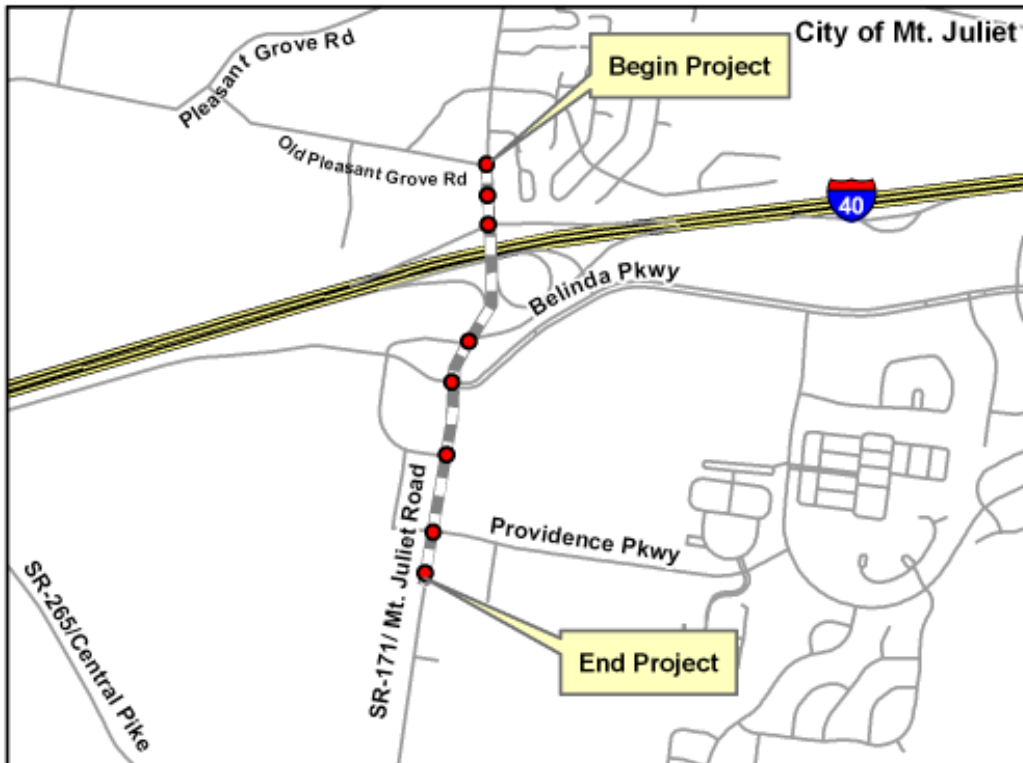 City of Mt. Juliet
Pleasant Grove Rd
Begin Project
Old Pleasant Grove Rd
40
Belinda Pkwy
Providence Pkwy
SR-171/ Mt. Juliet Road
SR-265/Central Pike
End Project